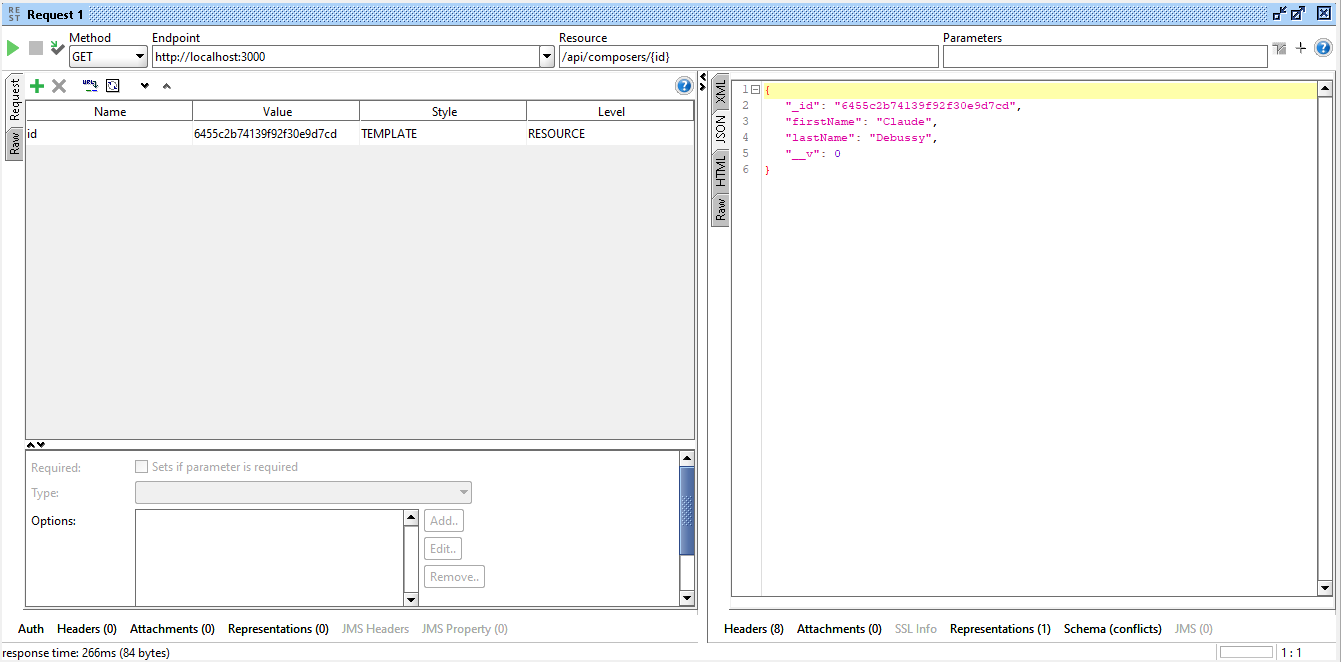 RE
ST
Request 1
Method
Endpoint
Resource
Parameters
GET
http://localhost:3000
/api/composers/{id}
Request
Raw
Name
Value
Style
Level
id
6455c2b74139f92f30e9d7cd
TEMPLATE
RESOURCE
Required:
Sets if parameter is required
Type:
Options:
Add..
Edit..
Remove..
Auth
Headers (0)
Attachments (0)
Representations (0)
JMS Headers
JMS Property (0)
XML
JSON
HTML
Raw
1 {
2 "_id": "6455c2b74139f92f30e9d7cd",
3 "firstName": "Claude",
4 "lastName": "Debussy",
5 "__v": 0
6 }
Headers (8)
Attachments (0)
SSL Info
Representations (1)
Schema (conflicts)
JMS (0)
response time: 266ms (84 bytes)
1 : 1